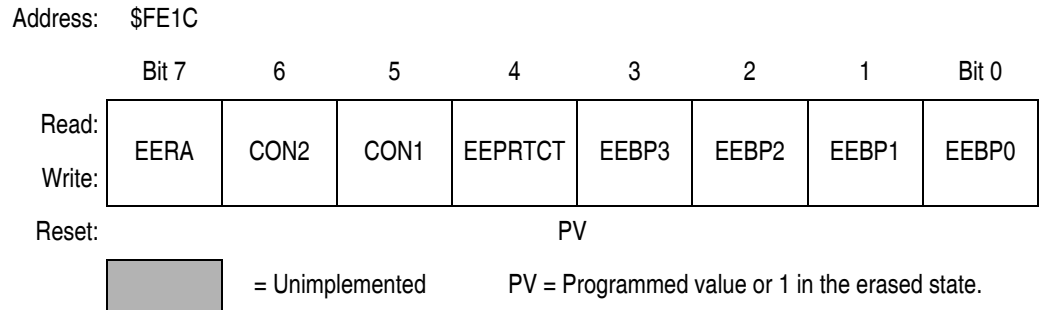 Address: $FE1C
Bit 7 6 5 4 3 2 1 Bit 0
Read:
EERA CON2 CON1 EEPRTCT EEBP3 EEBP2 EEBP1 EEBP0
Write:
Reset: PV
= Unimplemented PV = Programmed value or 1 in the erased state.